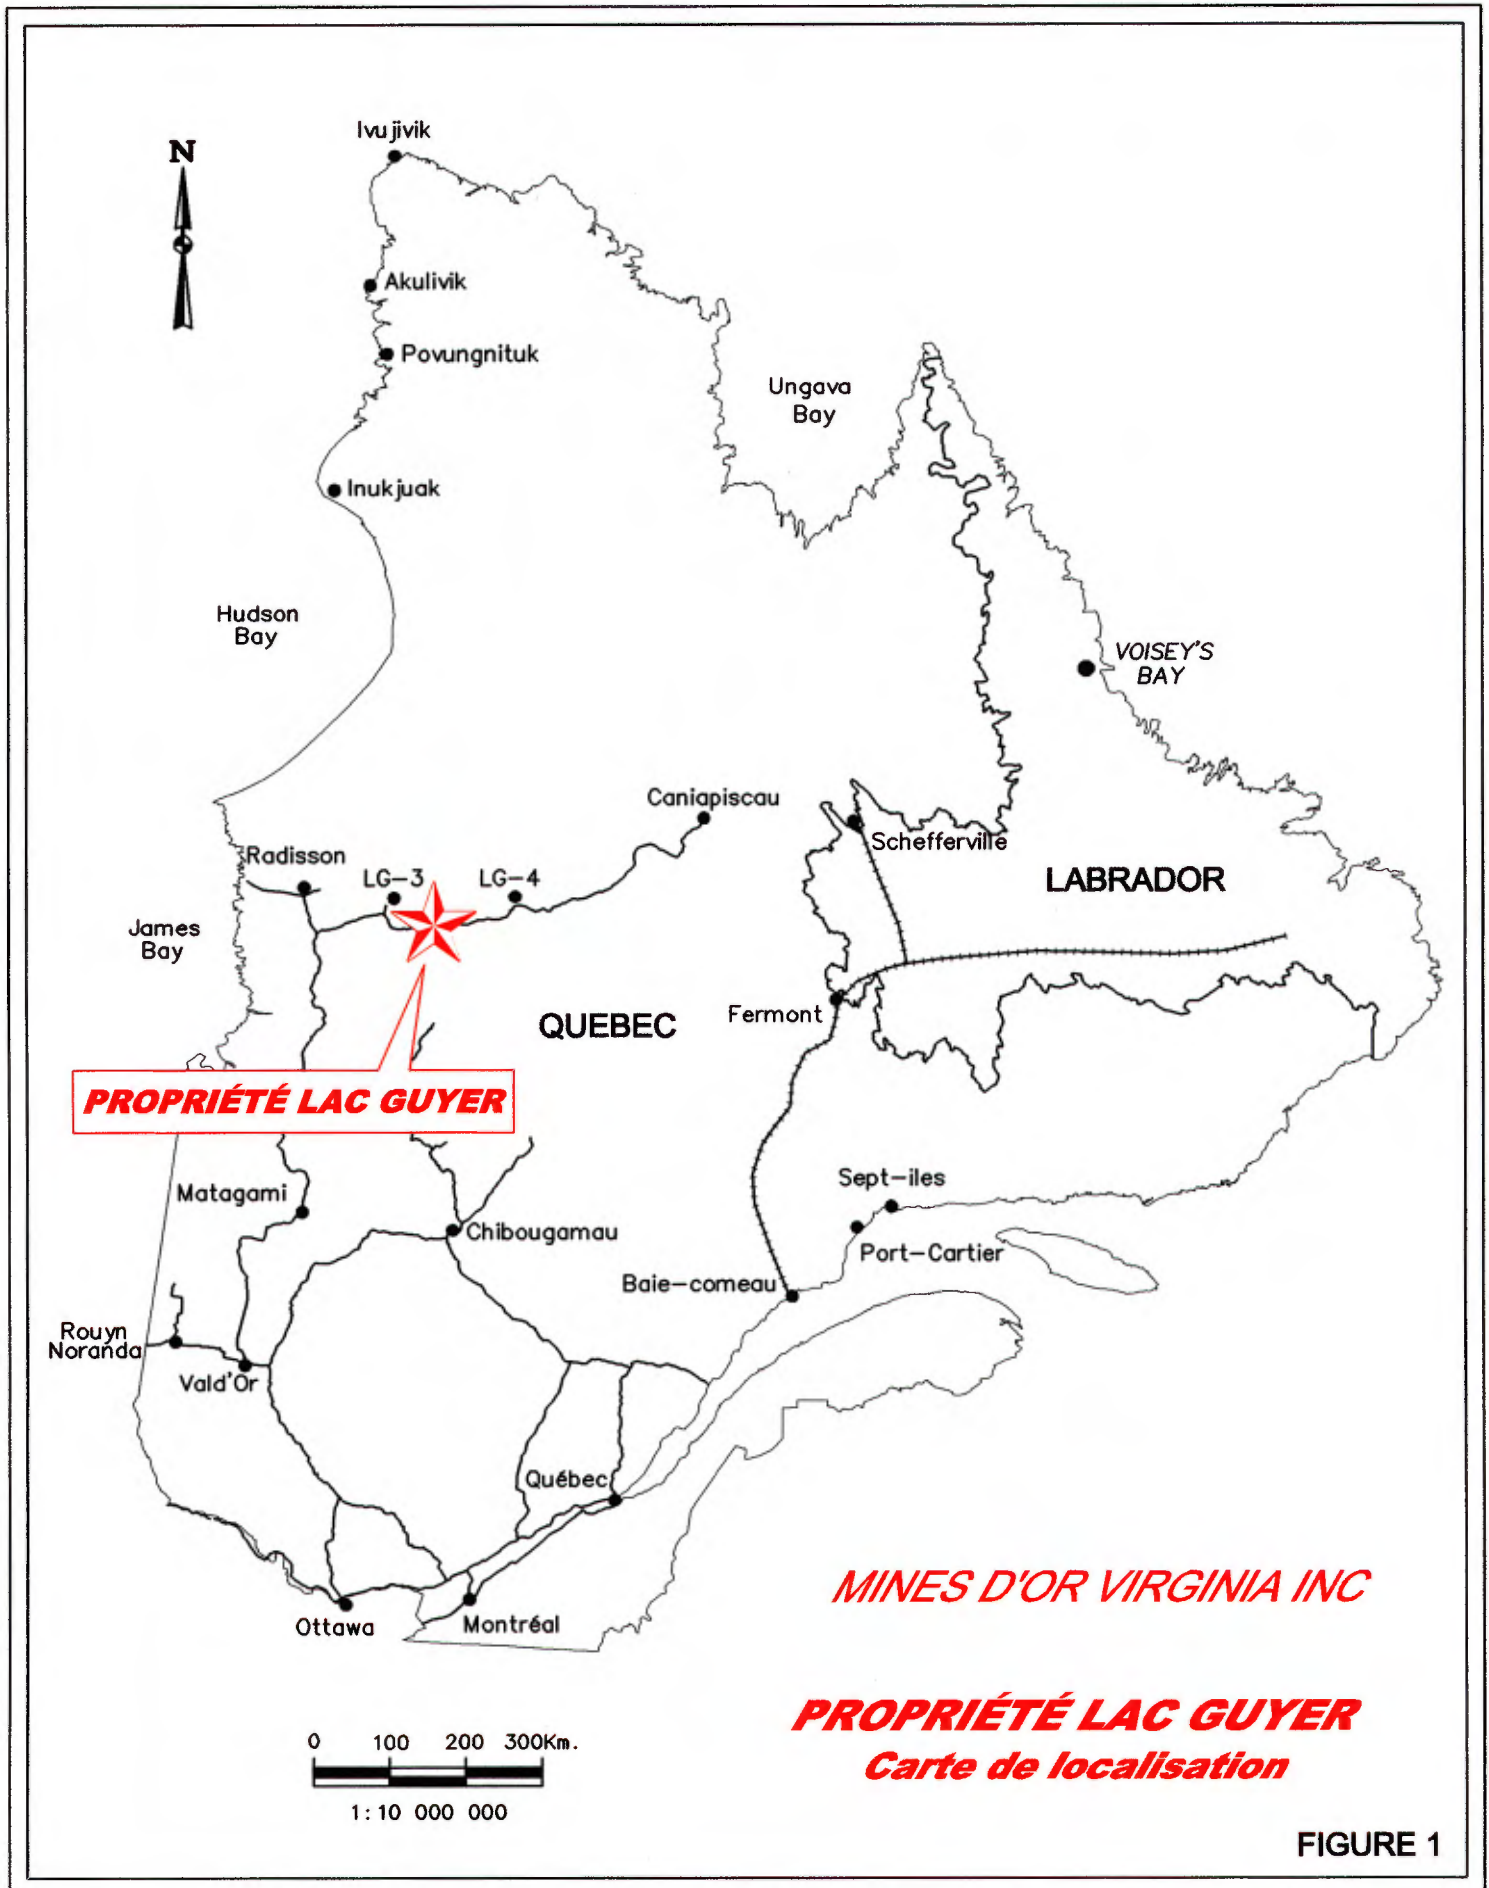 Ivujivik
N
Akulivik
Povungnituk
Ungava
Bay
Inukjuak
Hudson
Bay
VOISEY'S
BAY
Caniapiscau
Schefferville
Radisson
LG-3
LG-4
LABRADOR
James
Bay
Fermont
QUEBEC
PROPRIÉTÉ LAC GUYER
Sept-iles
Matagami
Chibougamau
Port-Cartier
Baie-comeau
Rouyn
Noranda
Vald'Or
Québec
Ottawa
Montréal
MINES D'OR VIRGINIA INC
PROPRIÉTÉ LAC GUYER
Carte de localisation
0 100 200 300Km.
1:10 000 000
FIGURE 1